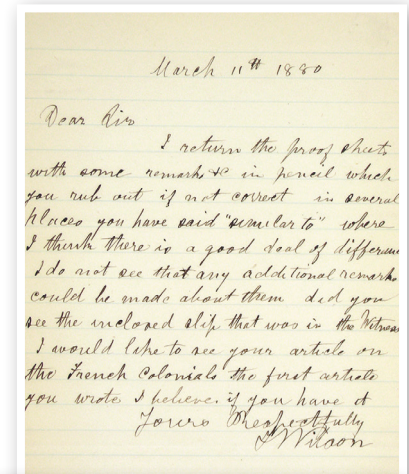 March 11th 1880
Dear Sir
I return the proof sheets
with some remarks &c in pencil which
you rub out if not correct in several
places you have said "similar to" where
I think there is a good deal of difference
I do not see that any additional remarks
could be made about them did you
see the inclosed slip that was in the Witness
I would like to see your article on
the French Colonials the first article
you wrote I believe. if you have it
Yours Respectfully
J Wilson